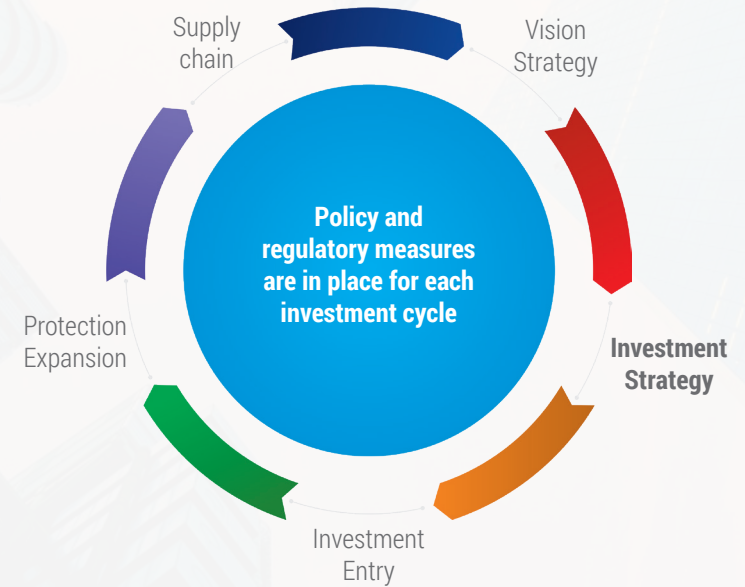 Supply
chain
Vision
Strategy
Policy and
regulatory measures
are in place for each
investment cycle
Protection
Expansion
Investment
Strategy
Investment
Entry